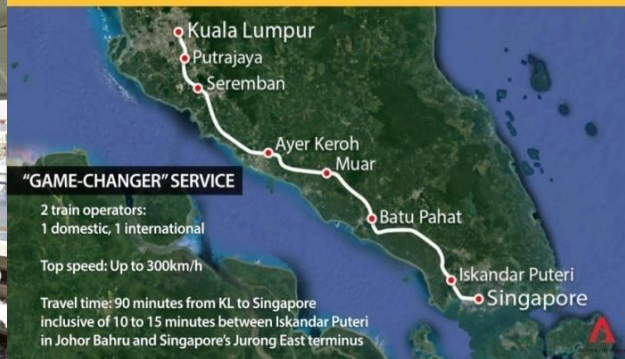 Kuala Lumpur
Putrajaya
Seremban
Ayer Keroh
Muar
Batu Pahat
Iskandar Puteri
Singapore
"GAME-CHANGER" SERVICE
2 train operators:
1 domestic, 1 international
Top speed: Up to 300km/h
Travel time: 90 minutes from KL to Singapore
inclusive of 10 to 15 minutes between Iskandar Puteri
in Johor Bahru and Singapore's Jurong East terminus